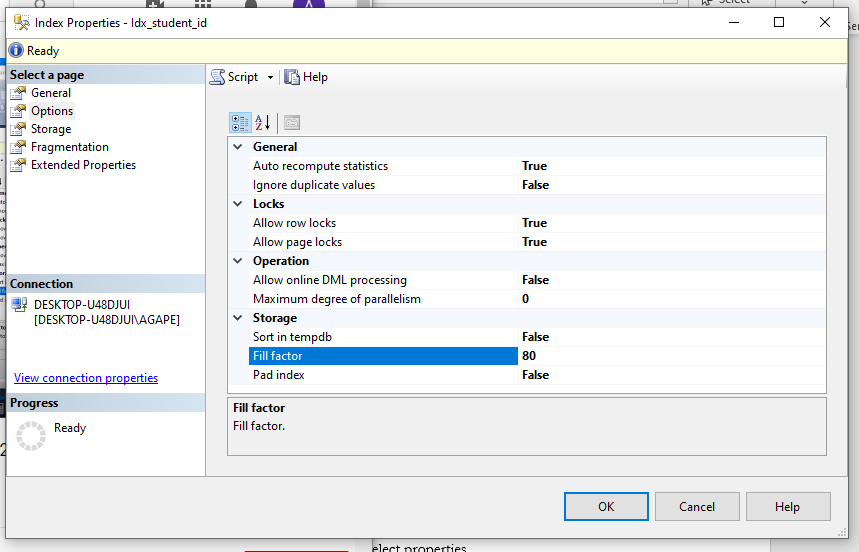 Select
Index Properties - Idx_student_id
Ready
Select a page
General
Options
Storage
Fragmentation
Extended Properties
Connection
DESKTOP-U48DJUI
[DESKTOP-U48DJUI\AGAPE]
View connection properties
Progress
Ready
Script
Help
General
Auto recompute statistics True
Ignore duplicate values False
Locks
Allow row locks True
Allow page locks True
Operation
Allow online DML processing False
Maximum degree of parallelism 0
Storage
Sort in tempdb False
Fill factor 80
Pad index False
Fill factor
Fill factor.
OK Cancel Help
elect properties